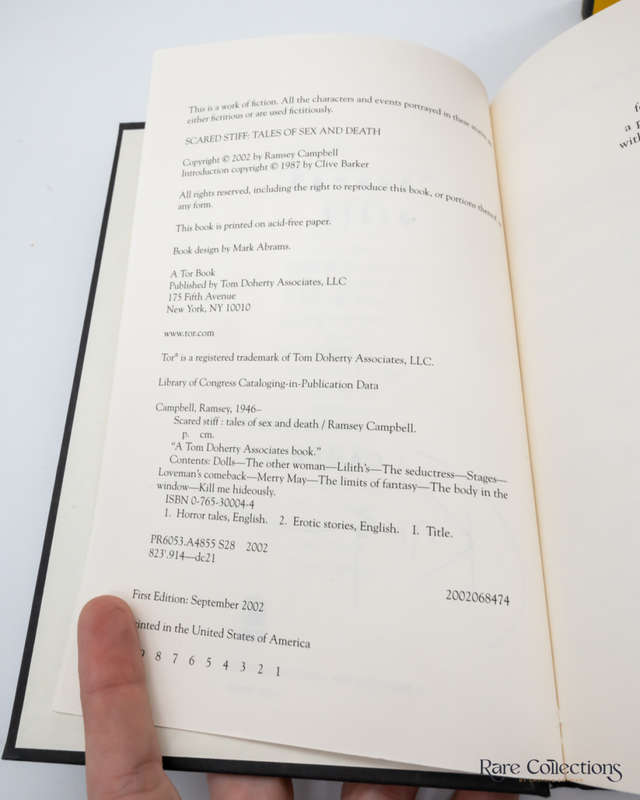 This is a work of fiction. All the characters and events portrayed in these
either fictitious or are used fictitiously.
SCARED STIFF: TALES OF SEX AND DEATH
Copyright © 2002 by Ramsey Campbell
Introduction copyright © 1987 by Clive Barker
All rights reserved, including the right to reproduce this book, or portions
any form.
This book is printed on acid-free paper.
Book design by Mark Abrams.
A Tor Book
Published by Tom Doherty Associates, LLC
175 Fifth Avenue
New York, NY 10010
www.tor.com
Tor® is a registered trademark of Tom Doherty Associates, LLC.
Library of Congress Cataloging-in-Publication Data
Campbell, Ramsey, 1946–
Scared stiff : tales of sex and death / Ramsey Campbell.
p. cm.
"A Tom Doherty Associates book."
Contents: Dolls—The other woman—Lilith's—The seductress—Stages—
Loveman's comeback—Merry May—The limits of fantasy—The body in the
window—Kill me hideously.
ISBN 0-765-30004-4
1. Horror tales, English. 2. Erotic stories, English. I. Title.
PR6053.A4855 S28 2002
823'.914—dc21
2002068474
First Edition: September 2002
inted in the United States of America
8 7 6 5 4 3 2 1
a
with
Rare Collections